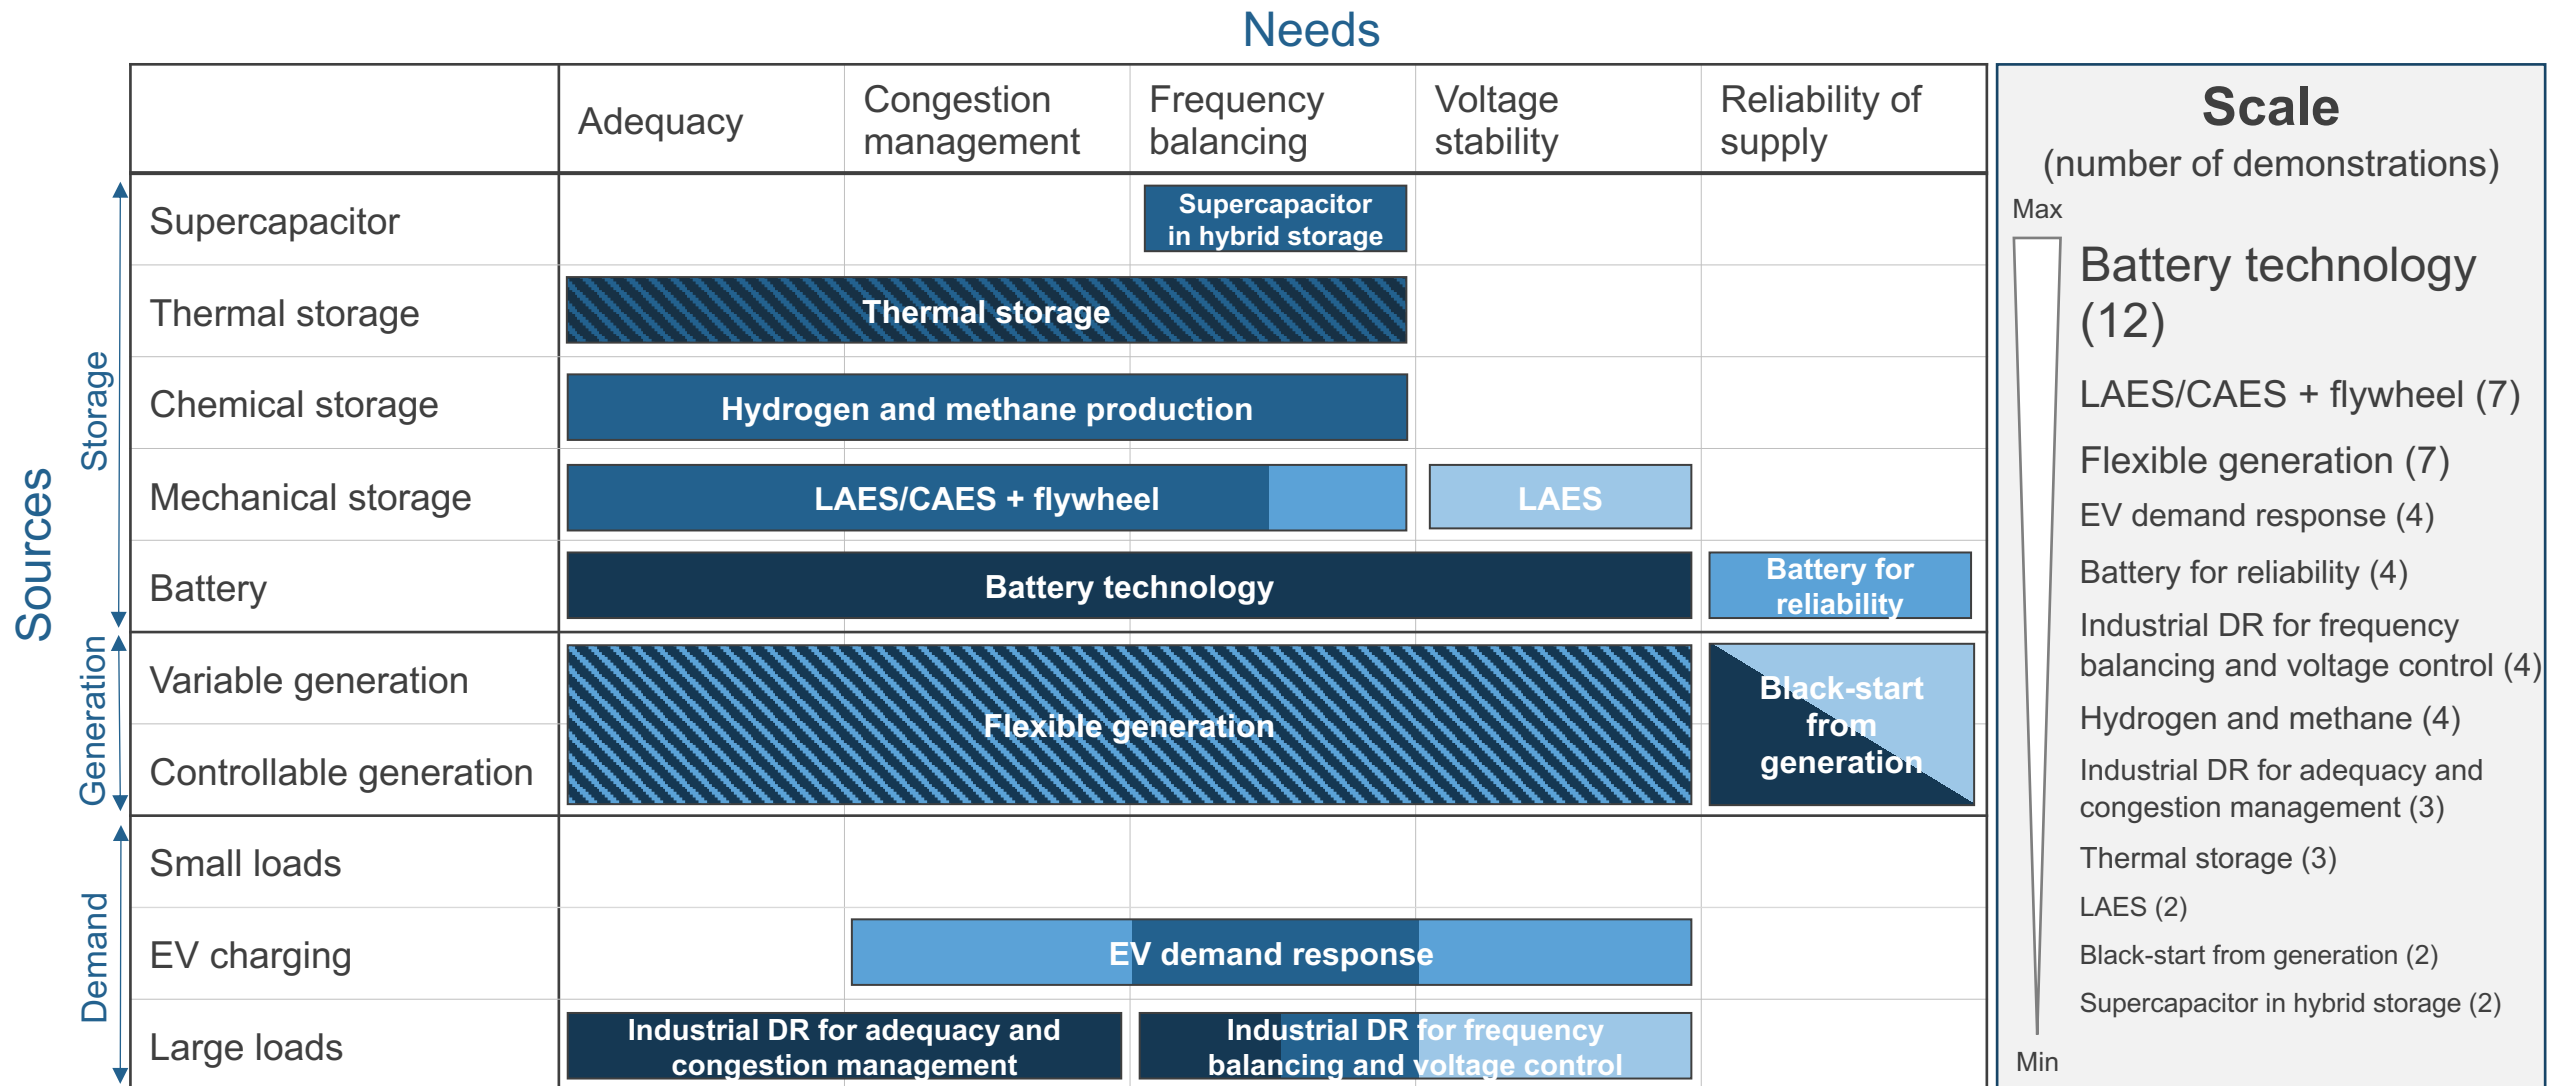 Needs
Adequacy
Congestion
management
Frequency
balancing
Voltage
stability
Reliability of
supply
Sources
Storage
Supercapacitor
Supercapacitor
in hybrid storage
Thermal storage
Thermal storage
Chemical storage
Hydrogen and methane production
Mechanical storage
LAES/CAES + flywheel
LAES
Battery
Battery technology
Battery for
reliability
Generation
Variable generation
Controllable generation
Flexible generation
Black-start
from
generation
Demand
Small loads
EV charging
EV demand response
Large loads
Industrial DR for adequacy and
congestion management
Industrial DR for frequency
balancing and voltage control
Scale
(number of demonstrations)
Max
Battery technology
(12)
LAES/CAES + flywheel (7)
Flexible generation (7)
EV demand response (4)
Battery for reliability (4)
Industrial DR for frequency
balancing and voltage control (4)
Hydrogen and methane (4)
Industrial DR for adequacy and
congestion management (3)
Thermal storage (3)
LAES (2)
Black-start from generation (2)
Supercapacitor in hybrid storage (2)
Min